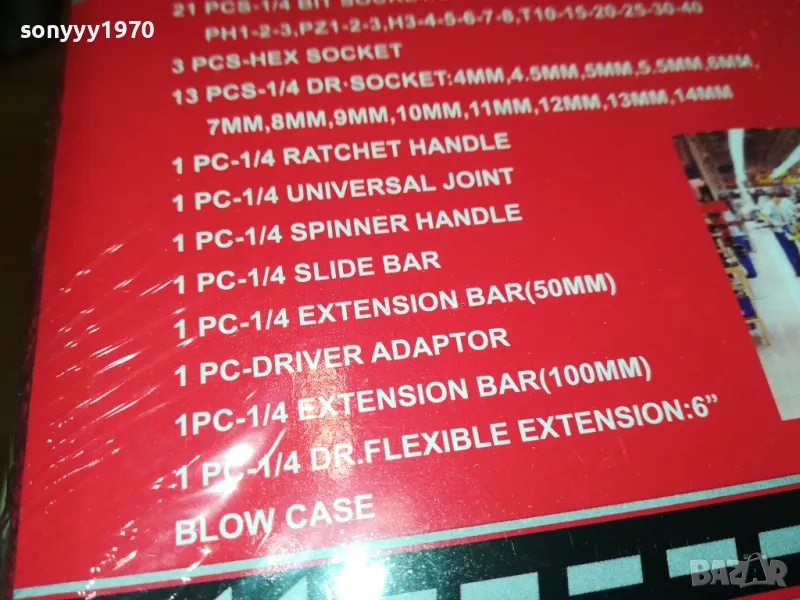 sonyyy1970
21 PCS-1/4 BIT
PH1-2-3,PZ1-2-3,H3-4-5-6-7-8,T10-15-20-25-30-40
3 PCS-HEX SOCKET
13 PCS-1/4 DR·SOCKET:4MM,4.5MM,5MM,5.5MM,6MM,
7MM,8MM,9MM,10MM,11MM,12MM,13MM,14MM
1 PC-1/4 RATCHET HANDLE
1 PC-1/4 UNIVERSAL JOINT
1 PC-1/4 SPINNER HANDLE
1 PC-1/4 SLIDE BAR
1 PC-1/4 EXTENSION BAR(50MM)
1 PC-DRIVER ADAPTOR
1PC-1/4 EXTENSION BAR(100MM)
1 PC-1/4 DR.FLEXIBLE EXTENSION:6”
BLOW CASE
BAZAR